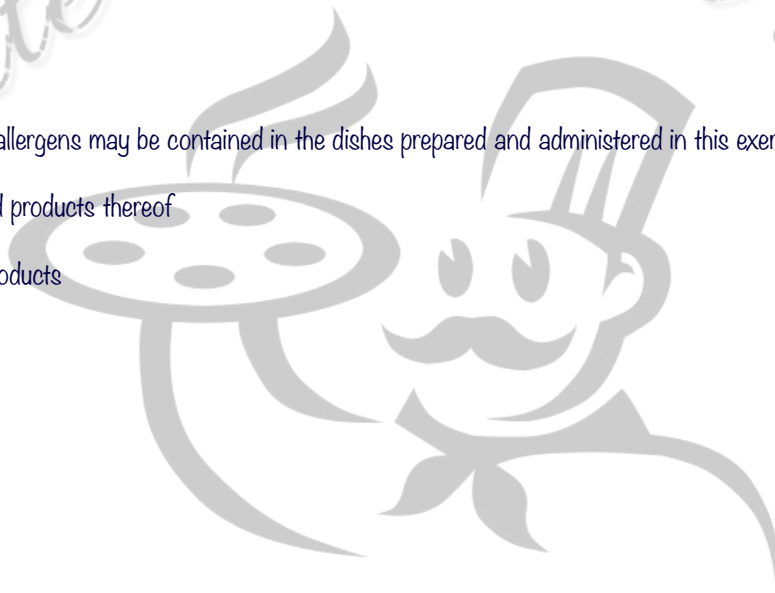 allergens may be contained in the dishes prepared and administered in this exer
d products thereof
oducts